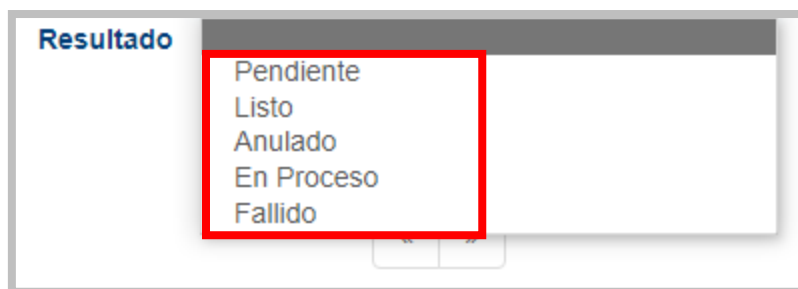 Resultado
Pendiente
Listo
Anulado
En Proceso
Fallido
« »